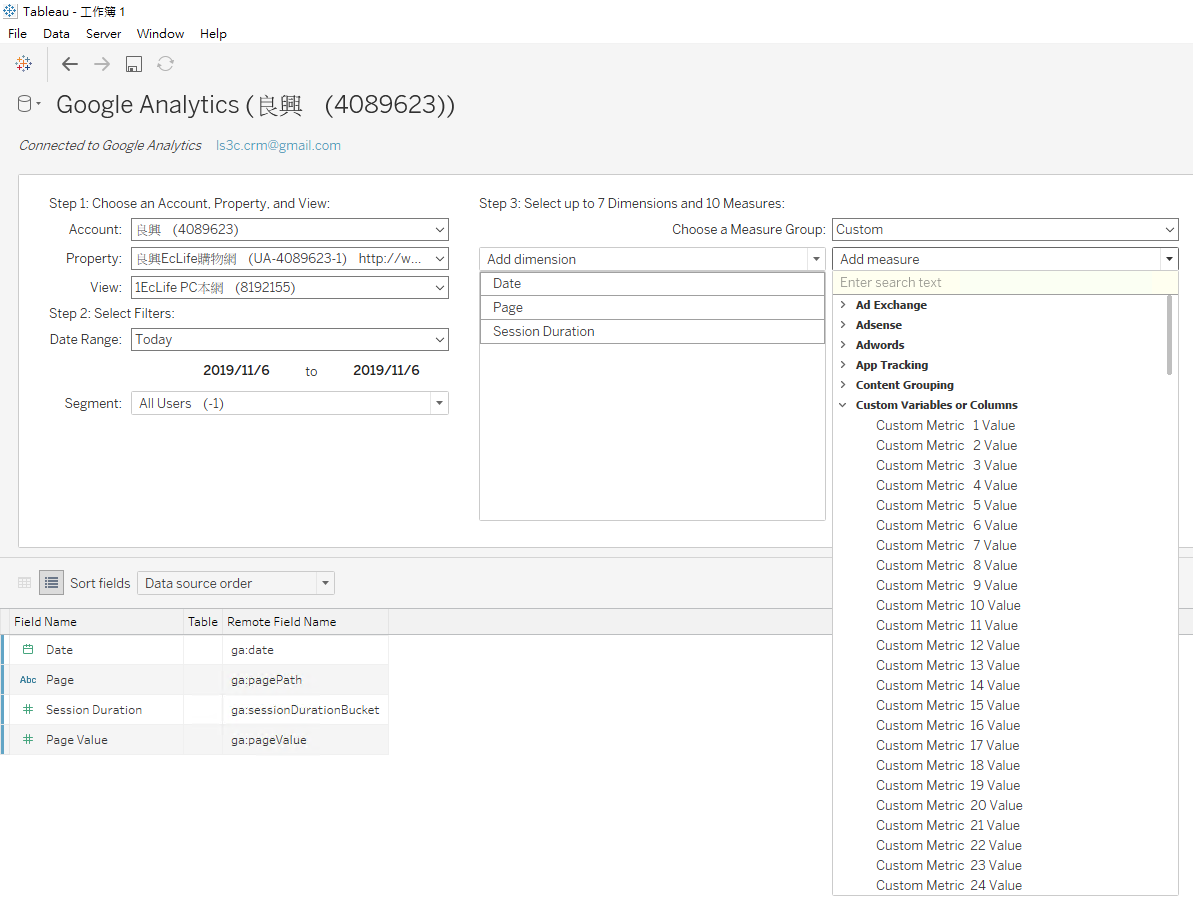 Tableau - 工作簿 1
File Data Server Window Help
Google Analytics (良興 (4089623))
Connected to Google Analytics ls3c.crm@gmail.com
Step 1: Choose an Account, Property, and View:
Account: 良興 (4089623)
Property: 良興EcLife購物網 (UA-4089623-1) http://w...
View: 1EcLife PC本網 (8192155)
Step 2: Select Filters:
Date Range: Today
2019/11/6 to 2019/11/6
Segment: All Users (-1)
Step 3: Select up to 7 Dimensions and 10 Measures:
Choose a Measure Group: Custom
Add dimension
Date
Page
Session Duration
Add measure
Enter search text
Ad Exchange
Adsense
Adwords
App Tracking
Content Grouping
Custom Variables or Columns
Custom Metric 1 Value
Custom Metric 2 Value
Custom Metric 3 Value
Custom Metric 4 Value
Custom Metric 5 Value
Custom Metric 6 Value
Custom Metric 7 Value
Custom Metric 8 Value
Custom Metric 9 Value
Custom Metric 10 Value
Custom Metric 11 Value
Custom Metric 12 Value
Custom Metric 13 Value
Custom Metric 14 Value
Custom Metric 15 Value
Custom Metric 16 Value
Custom Metric 17 Value
Custom Metric 18 Value
Custom Metric 19 Value
Custom Metric 20 Value
Custom Metric 21 Value
Custom Metric 22 Value
Custom Metric 23 Value
Custom Metric 24 Value
Sort fields Data source order
Field Name Table Remote Field Name
Date ga:date
Abc Page ga:pagePath
# Session Duration ga:sessionDurationBucket
# Page Value ga:pageValue